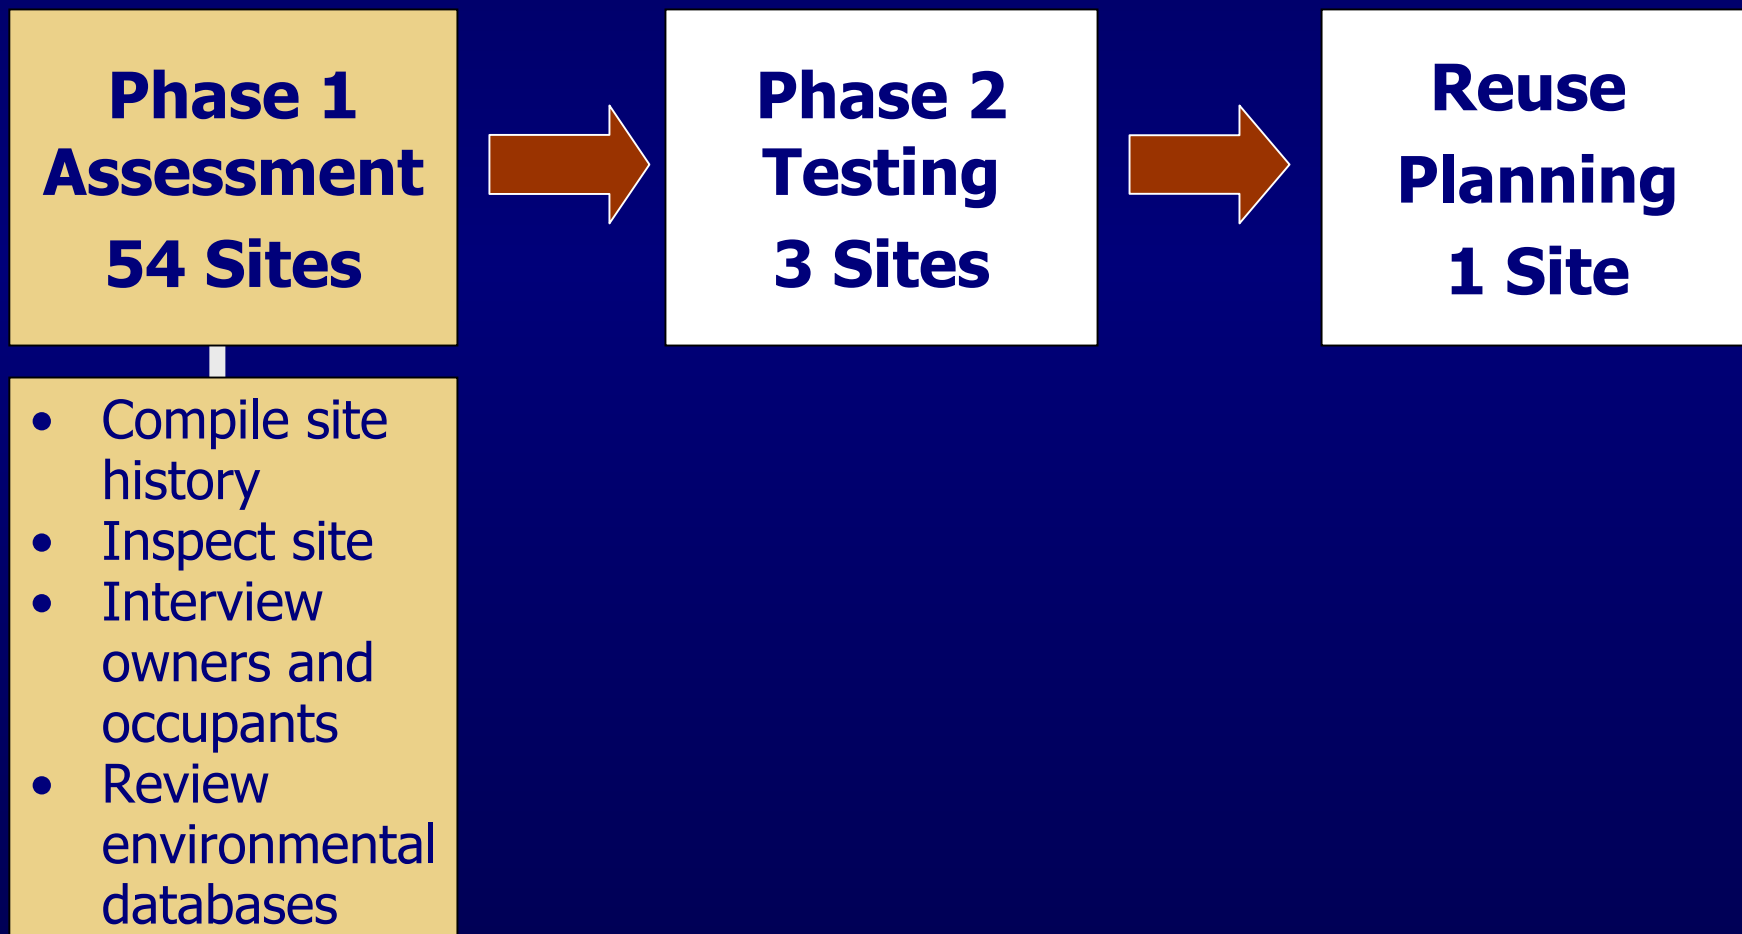 Phase 1
Assessment
54 Sites
Phase 2
Testing
3 Sites
Reuse
Planning
1 Site
• Compile site
history
• Inspect site
• Interview
owners and
occupants
• Review
environmental
databases